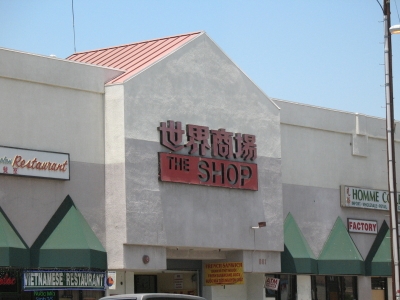 世界商場
THE SHOP
Restaurant
VIETNAMESE RESTAURANT
HOMME
FACTORY